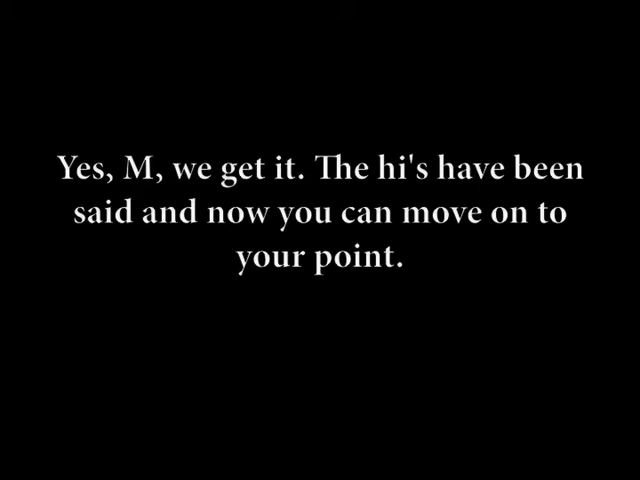 Yes, M, we get it. The hi's have been
said and now you can move on to
your point.